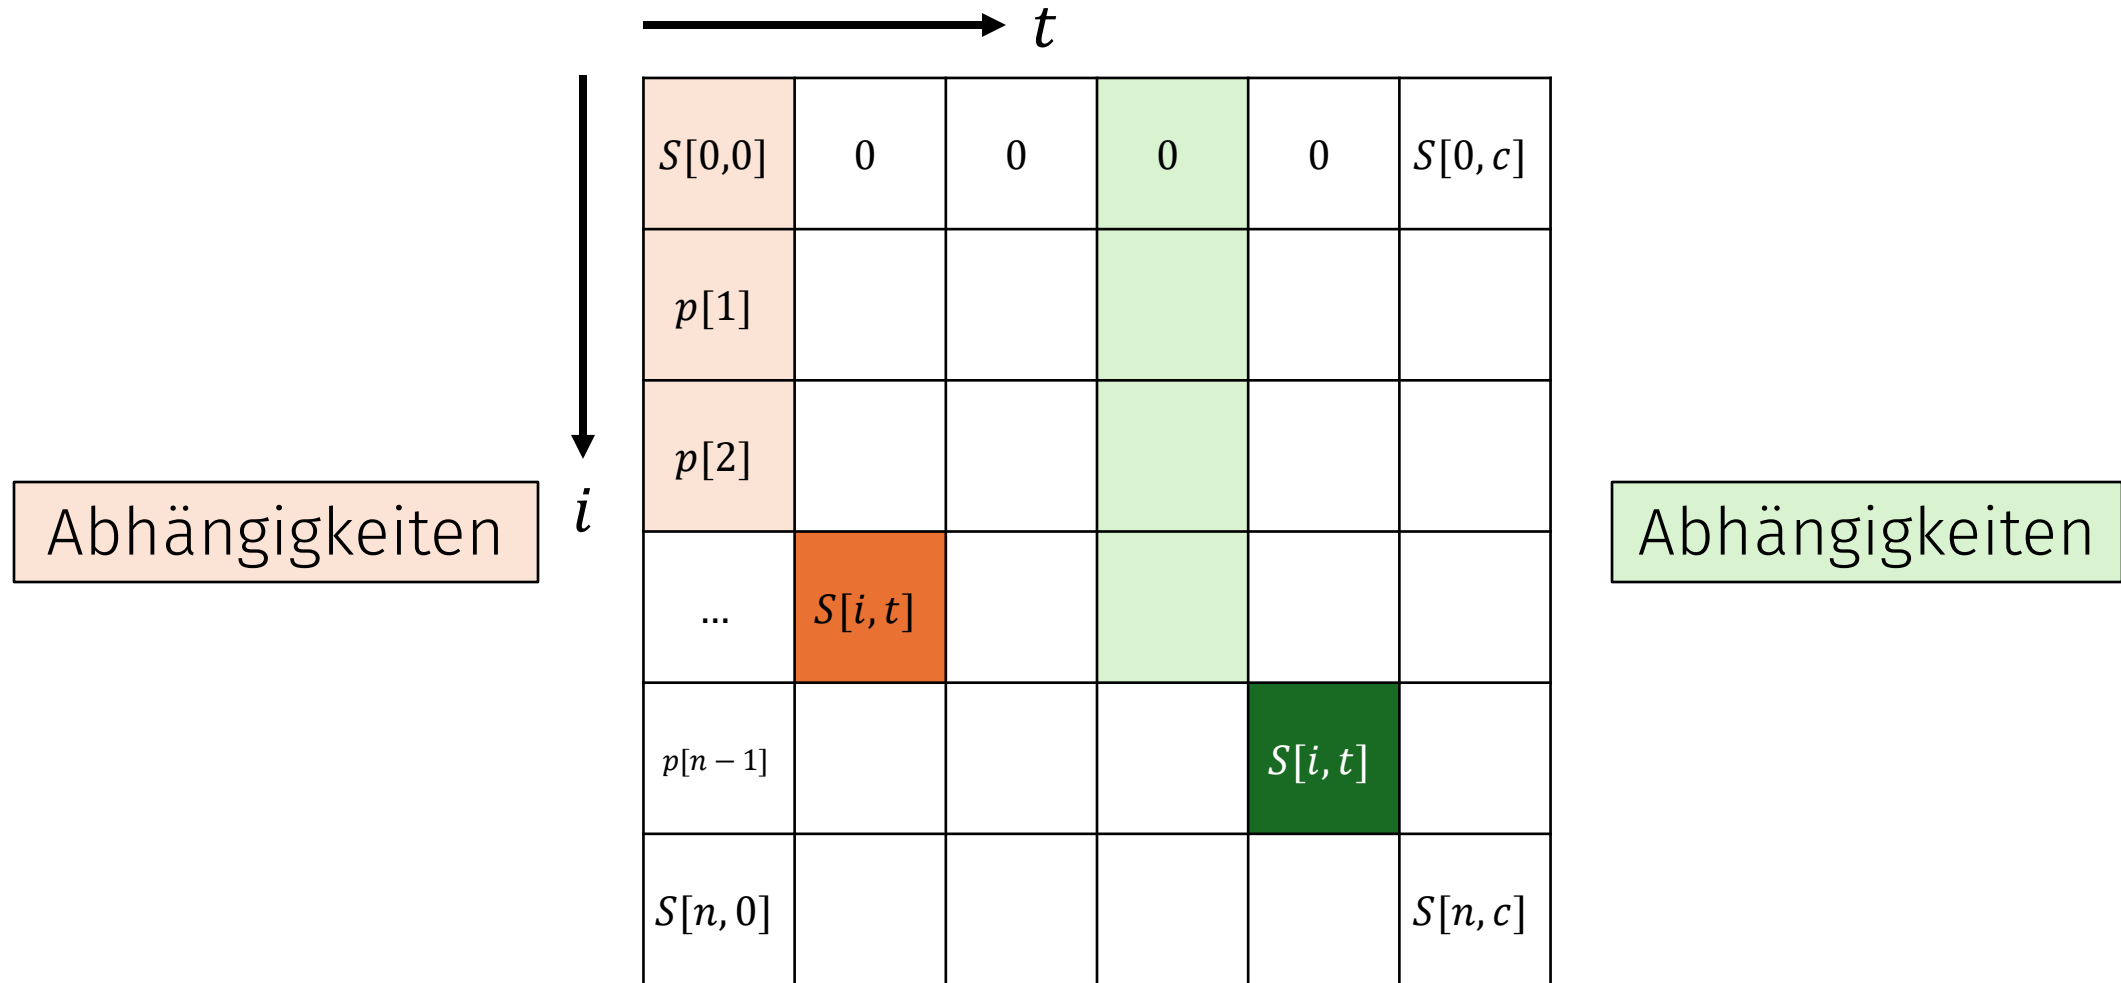 t
S[0,0] 0 0 0 0 S[0, c]
p[1]
p[2]
Abhängigkeiten i Abhängigkeiten
... S[i, t]
p[n − 1] S[i, t]
S[n, 0] S[n, c]